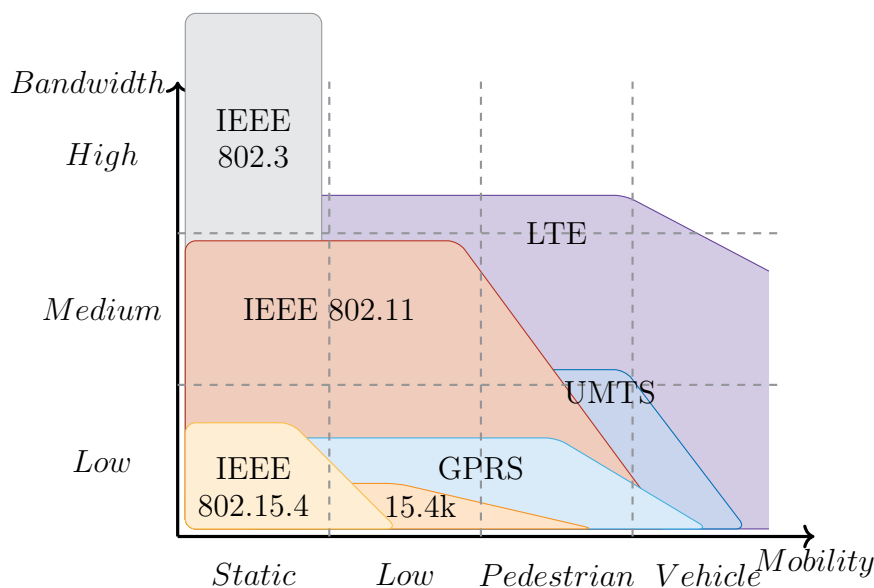 Bandwidth
IEEE
802.3
High
LTE
IEEE 802.11
Medium
UMTS
GPRS
IEEE
802.15.4
15.4k
Low
Mobility
Static
Low
Pedestrian
Vehicle